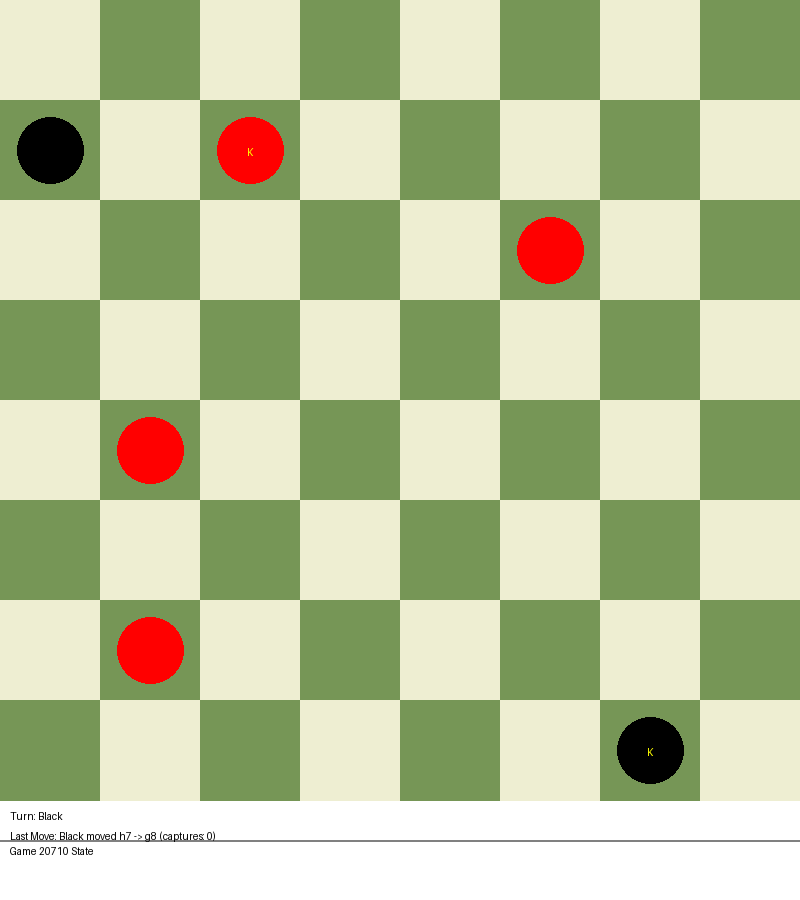 K
K
Turn: Black
Last Move: Black moved h7 -> g8 (captures: 0)
Game 20710 State